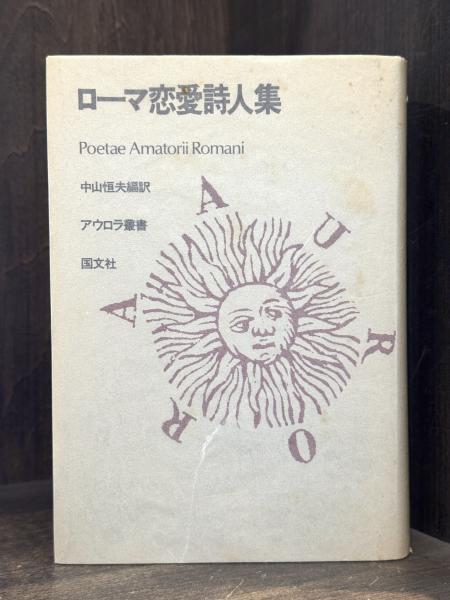 ローマ恋愛詩人集
Poetae Amatorii Romani
中山恒夫編訳
アウロラ叢書
国文社
AURORA